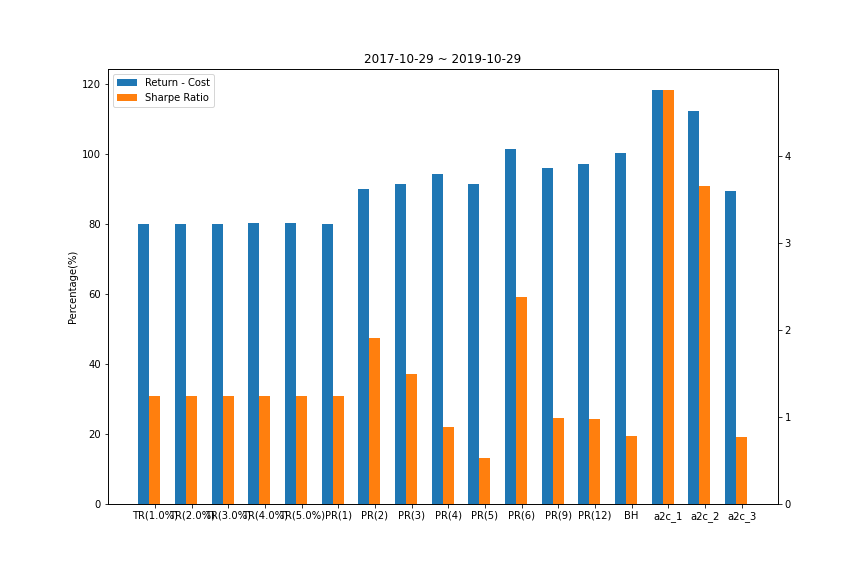 2017-10-29 ~ 2019-10-29
Return - Cost
Sharpe Ratio
Percentage(%)
120
100
80
60
40
20
0
4
3
2
1
0
TR(1.0%) TR(2.0%) TR(3.0%) TR(4.0%) TR(5.0%) PR(1) PR(2) PR(3) PR(4) PR(5) PR(6) PR(9) PR(12) BH a2c_1 a2c_2 a2c_3